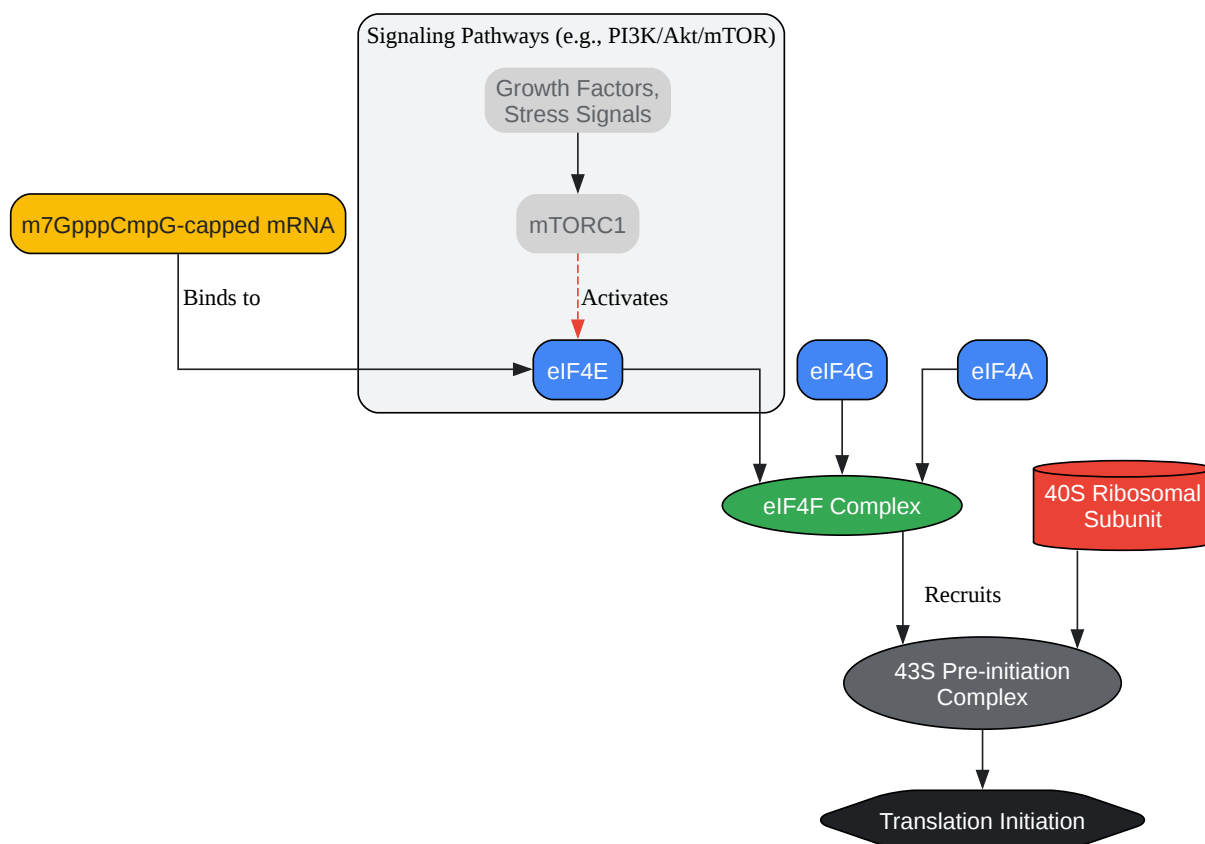 Signaling Pathways (e.g., PI3K/Akt/mTOR)
Growth Factors,
Stress Signals
m7GpppCmpG-capped mRNA
mTORC1
Binds to
Activates
eIF4E
eIF4G
eIF4A
eIF4F Complex
40S Ribosomal
Subunit
Recruits
43S Pre-initiation
Complex
Translation Initiation